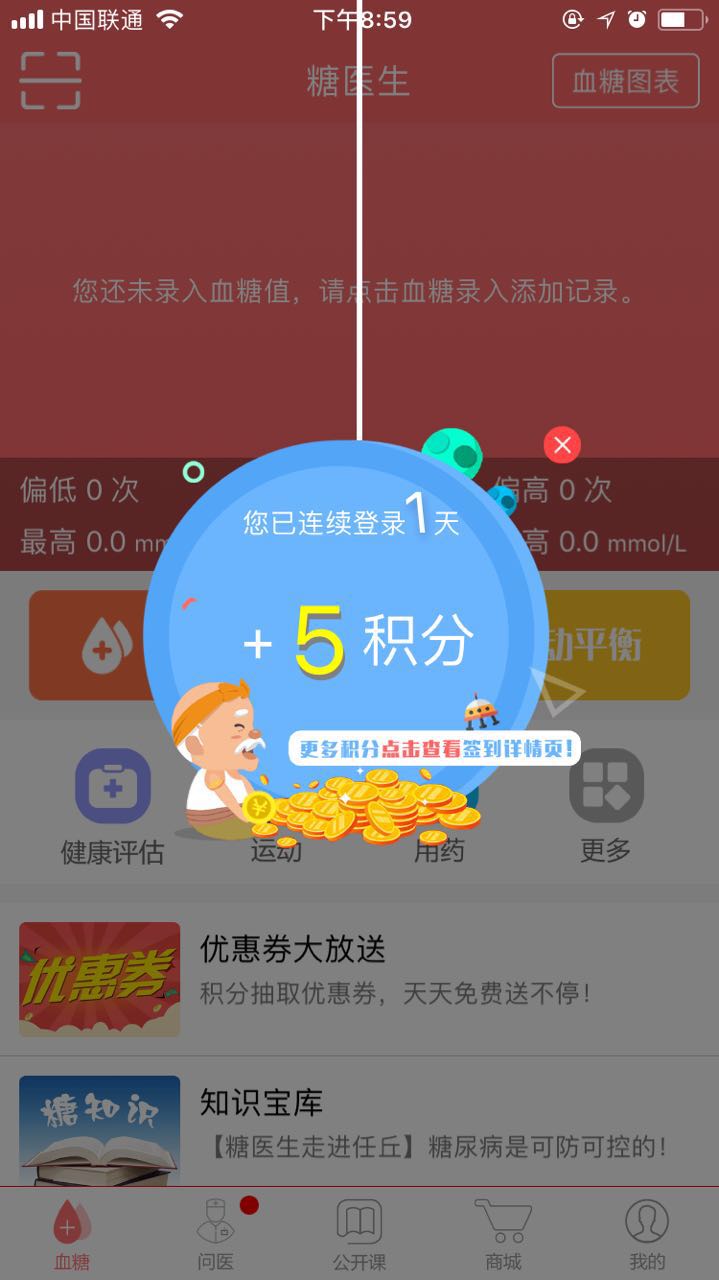 中国联通 下午8:59
糖医生 血糖图表
您还未录入血糖值，请点击血糖录入添加记录。
偏低 0 次 偏高 0 次
您已连续登录1天
最高 0.0 mm 高 0.0 mmol/L
+ 5 积分
动平衡
更多积分点击查看签到详情页!
健康评估 运动 用药 更多
优惠券
优惠券大放送
积分抽取优惠券，天天免费送不停！
糖知识
知识宝库
【糖医生走进任丘】糖尿病是可防可控的！
血糖 问医 公开课 商城 我的